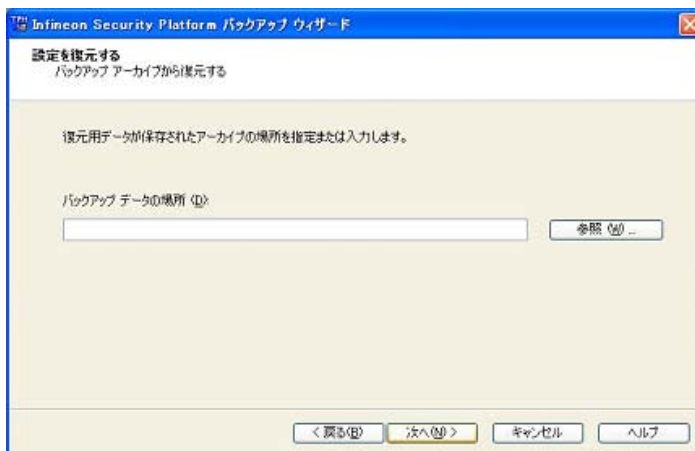 Infineon Security Platform バックアップ ウィザード
設定を復元する
バックアップ アーカイブから復元する
復元用データが保存されたアーカイブの場所を指定または入力します。
バックアップ データの場所 (D):
参照 (W) ...
< 戻る(B)
次へ(N) >
キャンセル
ヘルプ